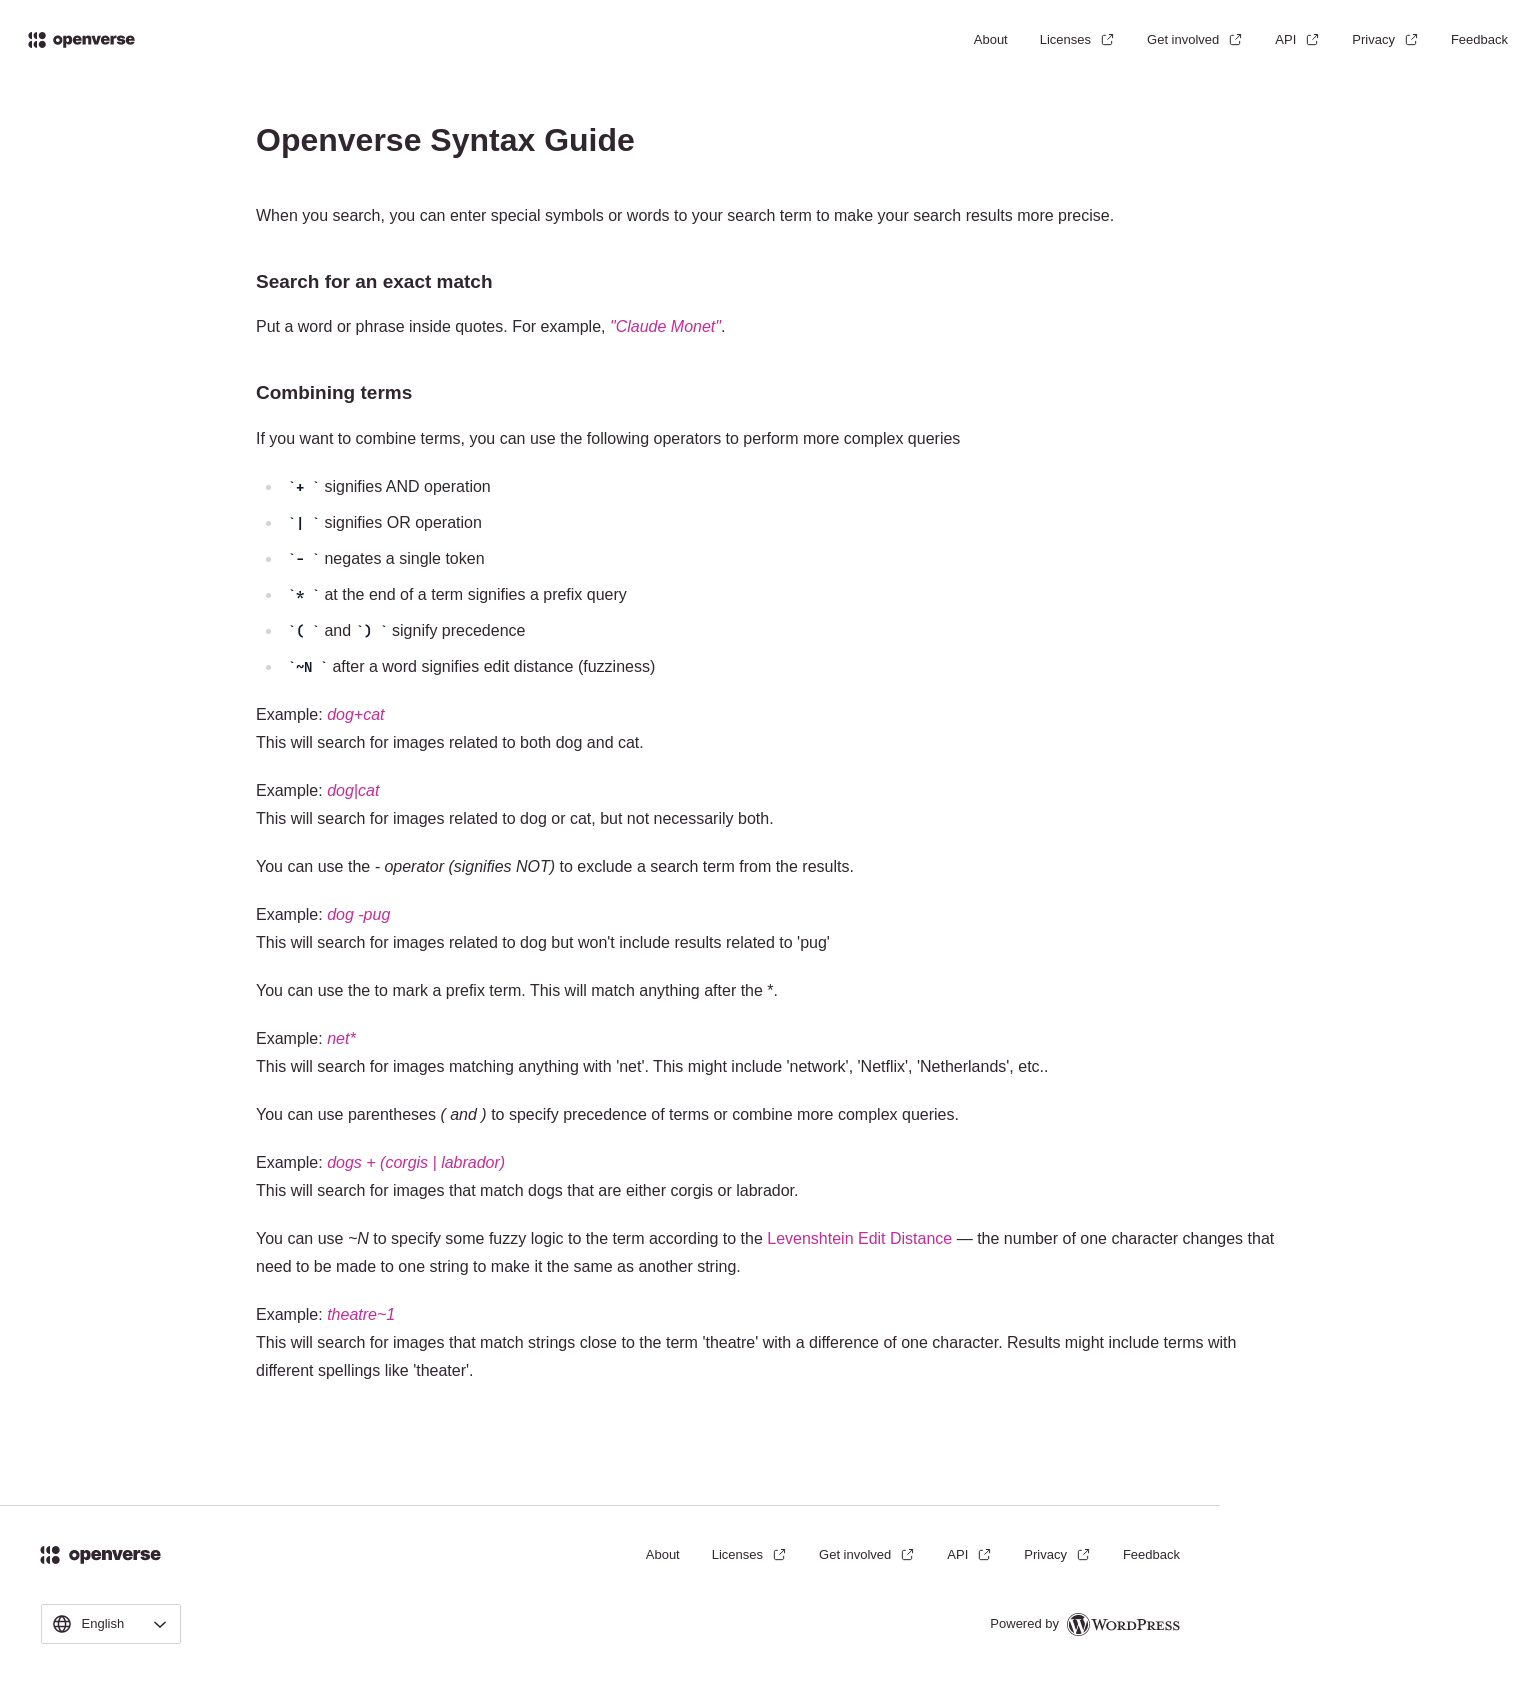 openverse
About Licenses Get involved API Privacy Feedback
Openverse Syntax Guide
When you search, you can enter special symbols or words to your search term to make your search results more precise.
Search for an exact match
Put a word or phrase inside quotes. For example, "Claude Monet".
Combining terms
If you want to combine terms, you can use the following operators to perform more complex queries
`+ ` signifies AND operation
`| ` signifies OR operation
`- ` negates a single token
`* ` at the end of a term signifies a prefix query
`( ` and `) ` signify precedence
`~N ` after a word signifies edit distance (fuzziness)
Example: dog+cat
This will search for images related to both dog and cat.
Example: dog|cat
This will search for images related to dog or cat, but not necessarily both.
You can use the - operator (signifies NOT) to exclude a search term from the results.
Example: dog -pug
This will search for images related to dog but won't include results related to 'pug'
You can use the to mark a prefix term. This will match anything after the *.
Example: net*
This will search for images matching anything with 'net'. This might include 'network', 'Netflix', 'Netherlands', etc..
You can use parentheses ( and ) to specify precedence of terms or combine more complex queries.
Example: dogs + (corgis | labrador)
This will search for images that match dogs that are either corgis or labrador.
You can use ~N to specify some fuzzy logic to the term according to the Levenshtein Edit Distance — the number of one character changes that
need to be made to one string to make it the same as another string.
Example: theatre~1
This will search for images that match strings close to the term 'theatre' with a difference of one character. Results might include terms with
different spellings like 'theater'.
openverse
About Licenses Get involved API Privacy Feedback
English
Powered by WORDPRESS